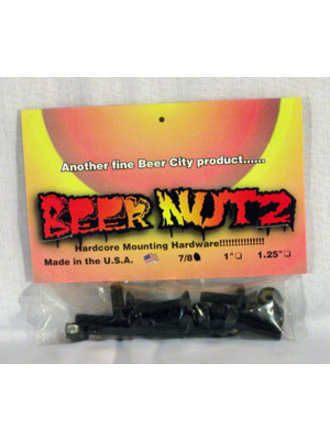 Another fine Beer City product......
BEER NUTZ
Hardcore Mounting Hardware!!!!!!!!!!!!!!!
Made in the U.S.A. 7/8 1" 1.25"